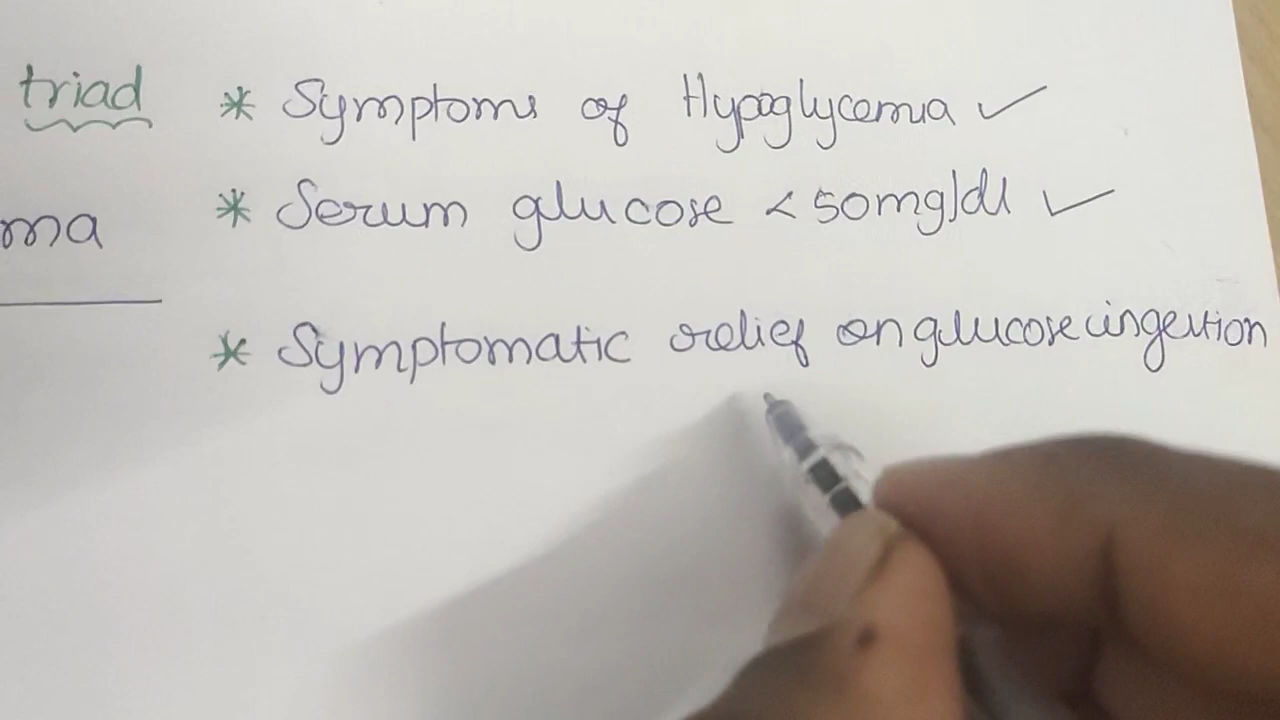 triad * Symptoms of Hypoglycemia ✓
ma * Serum glucose < 50mg/dl ✓
* Symptomatic relief on glucose ingestion